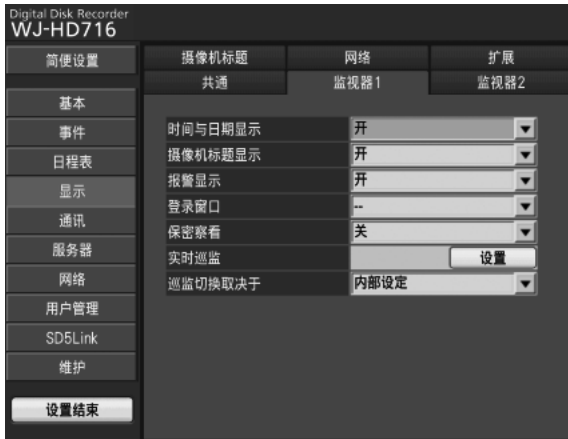 Digital Disk Recorder
WJ-HD716
简便设置
基本
事件
日程表
显示
通讯
服务器
网络
用户管理
SD5Link
维护
设置结束
摄像机标题 网络 扩展
共通 监视器1 监视器2
时间与日期显示 开
摄像机标题显示 开
报警显示 开
登录窗口 --
保密察看 关
实时巡监 设置
巡监切换取决于 内部设定